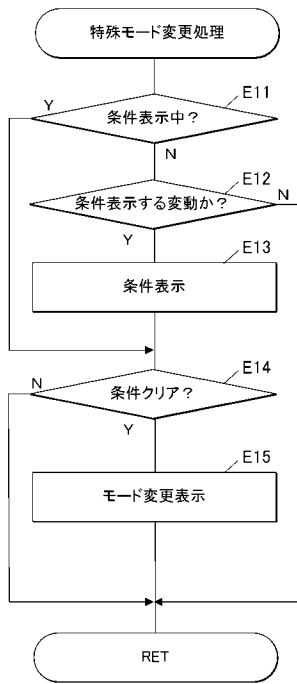 特殊モード変更処理
E11
Y
条件表示中?
N
E12
条件表示する変動か?
N
Y
E13
条件表示
E14
N
条件クリア?
Y
E15
モード変更表示
RET